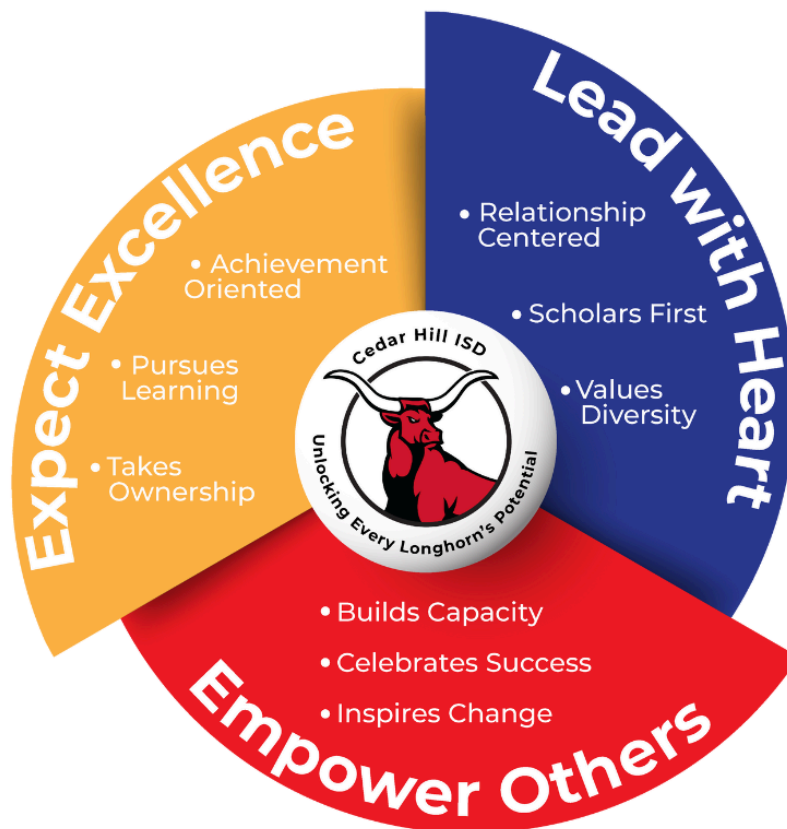 Expect Excellence
• Achievement
Oriented
• Pursues
Learning
• Takes
Ownership
Lead with Heart
• Relationship
Centered
• Scholars First
• Values
Diversity
Cedar Hill ISD
Unlocking Every Longhorn's Potential
• Builds Capacity
• Celebrates Success
• Inspires Change
Empower Others